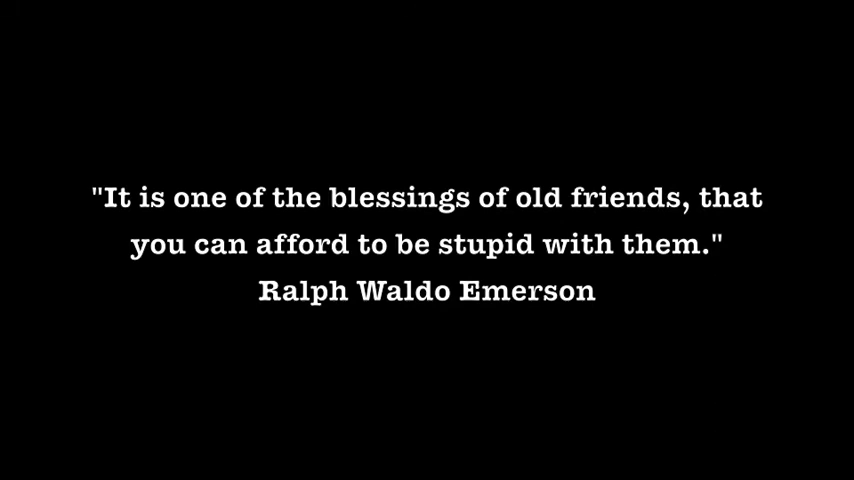 "It is one of the blessings of old friends, that
you can afford to be stupid with them."
Ralph Waldo Emerson